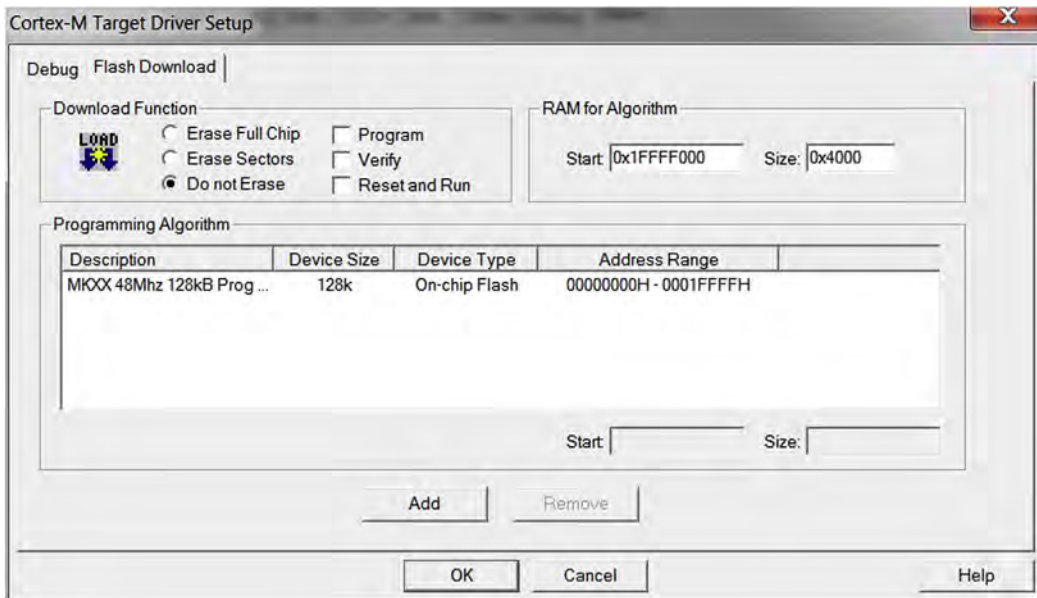 Cortex-M Target Driver Setup
Debug Flash Download
Download Function
LOAD
Erase Full Chip
Erase Sectors
Do not Erase
Program
Verify
Reset and Run
RAM for Algorithm
Start: 0x1FFFF000 Size: 0x4000
Programming Algorithm
Description Device Size Device Type Address Range
MKXX 48Mhz 128kB Prog ... 128k On-chip Flash 00000000H - 0001FFFFH
Start: Size:
Add Remove
OK Cancel Help